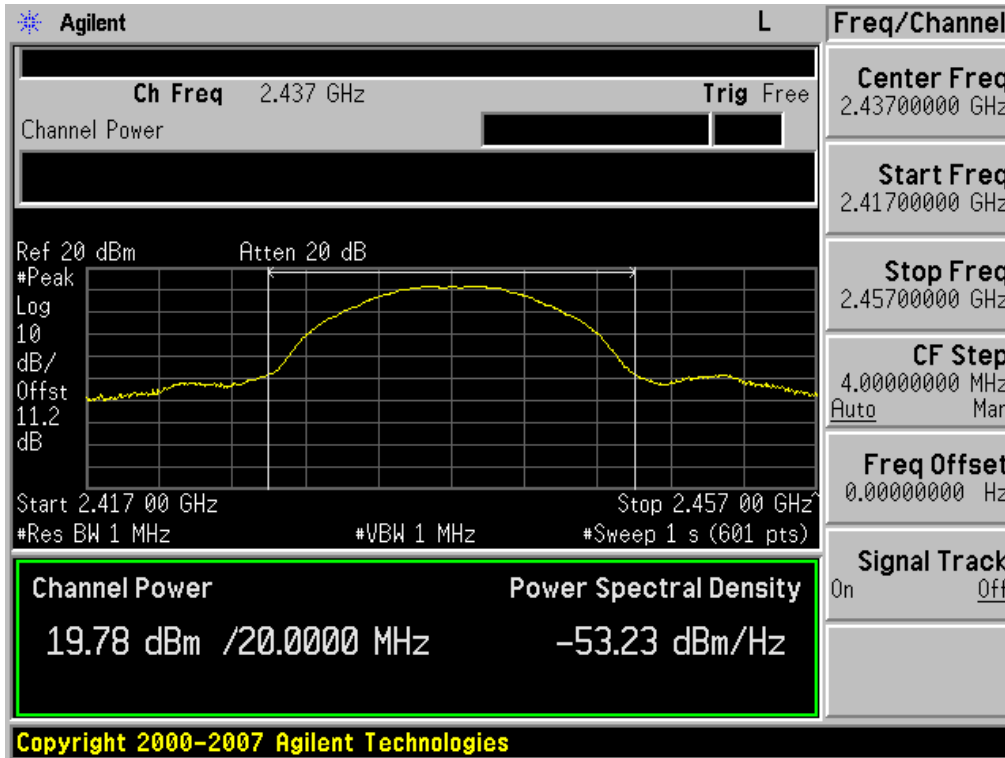 Agilent
L
Freq/Channel
Ch Freq 2.437 GHz
Trig Free
Channel Power
Center Freq
2.43700000 GHz
Start Freq
2.41700000 GHz
Stop Freq
2.45700000 GHz
CF Step
4.00000000 MHz
Auto Man
Freq Offset
0.00000000 Hz
Signal Track
On Off
Ref 20 dBm
Atten 20 dB
#Peak
Log
10
dB/
Offst
11.2
dB
Start 2.417 00 GHz
Stop 2.457 00 GHz^
#Res BW 1 MHz
#VBW 1 MHz
#Sweep 1 s (601 pts)
Channel Power
Power Spectral Density
19.78 dBm /20.0000 MHz
-53.23 dBm/Hz
Copyright 2000-2007 Agilent Technologies